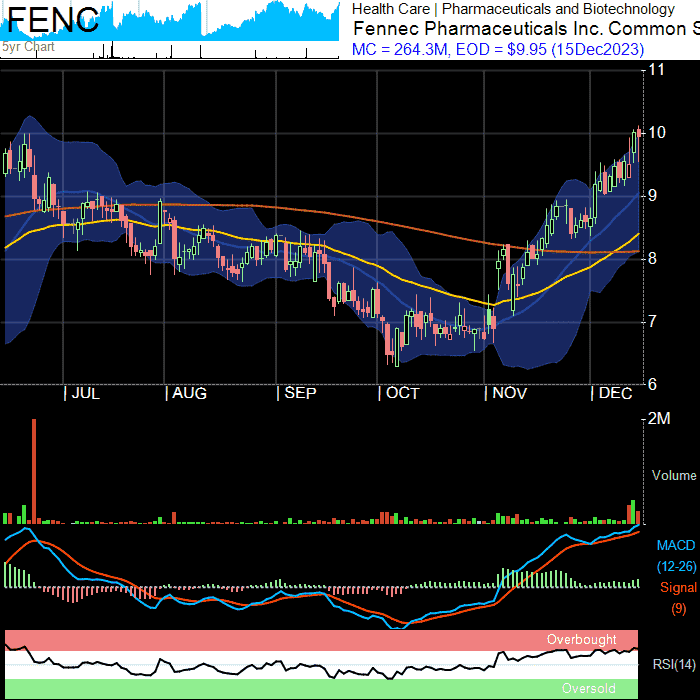 FENC
5yr Chart
Health Care | Pharmaceuticals and Biotechnology
Fennec Pharmaceuticals Inc. Common S
MC = 264.3M, EOD = $9.95 (15Dec2023)
11
10
9
8
7
6
JUL
AUG
SEP
OCT
NOV
DEC
2M
Volume
MACD
(12-26)
Signal
(9)
Overbought
RSI(14)
Oversold